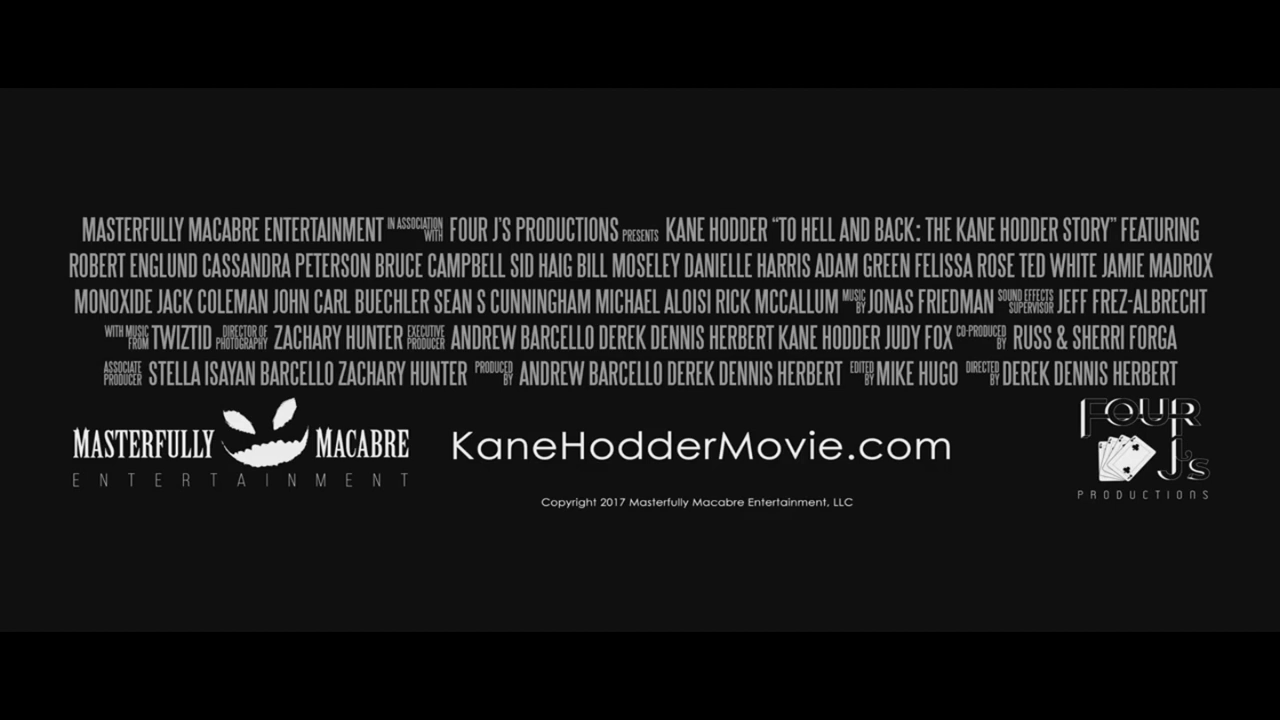 MASTERFULLY MACABRE ENTERTAINMENT IN ASSOCIATION WITH FOUR J'S PRODUCTIONS PRESENTS KANE HODDER “TO HELL AND BACK: THE KANE HODDER STORY” FEATURING
ROBERT ENGLUND CASSANDRA PETERSON BRUCE CAMPBELL SID HAIG BILL MOSELEY DANIELLE HARRIS ADAM GREEN FELISSA ROSE TED WHITE JAMIE MADROX
MONOXIDE JACK COLEMAN JOHN CARL BUECHLER SEAN S CUNNINGHAM MICHAEL ALOISI RICK MCCALLUM MUSIC BY JONAS FRIEDMAN SOUND EFFECTS SUPERVISOR JEFF FREZ-ALBRECHT
WITH MUSIC FROM TWIZTID DIRECTOR OF PHOTOGRAPHY ZACHARY HUNTER EXECUTIVE PRODUCER ANDREW BARCELLO DEREK DENNIS HERBERT KANE HODDER JUDY FOX CO-PRODUCED BY RUSS & SHERRI FORGA
ASSOCIATE PRODUCER STELLA ISAYAN BARCELLO ZACHARY HUNTER PRODUCED BY ANDREW BARCELLO DEREK DENNIS HERBERT EDITED BY MIKE HUGO DIRECTED BY DEREK DENNIS HERBERT
MASTERFULLY MACABRE
ENTERTAINMENT
KaneHodderMovie.com
Copyright 2017 Masterfully Macabre Entertainment, LLC
FOUR
J's
PRODUCTIONS